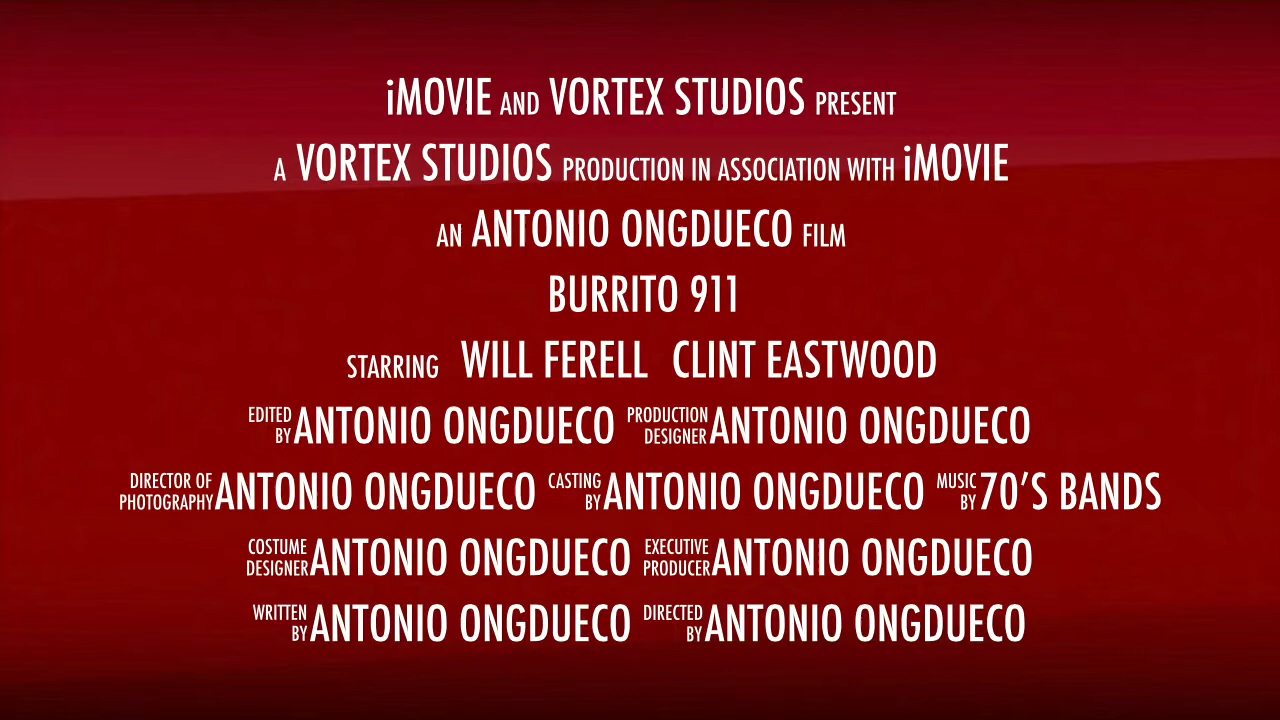 iMOVIE AND VORTEX STUDIOS PRESENT
A VORTEX STUDIOS PRODUCTION IN ASSOCIATION WITH iMOVIE
AN ANTONIO ONGDUECO FILM
BURRITO 911
STARRING WILL FERELL CLINT EASTWOOD
EDITED BY ANTONIO ONGDUECO PRODUCTION DESIGNER ANTONIO ONGDUECO
DIRECTOR OF PHOTOGRAPHY ANTONIO ONGDUECO CASTING BY ANTONIO ONGDUECO MUSIC BY 70'S BANDS
COSTUME DESIGNER ANTONIO ONGDUECO EXECUTIVE PRODUCER ANTONIO ONGDUECO
WRITTEN BY ANTONIO ONGDUECO DIRECTED BY ANTONIO ONGDUECO